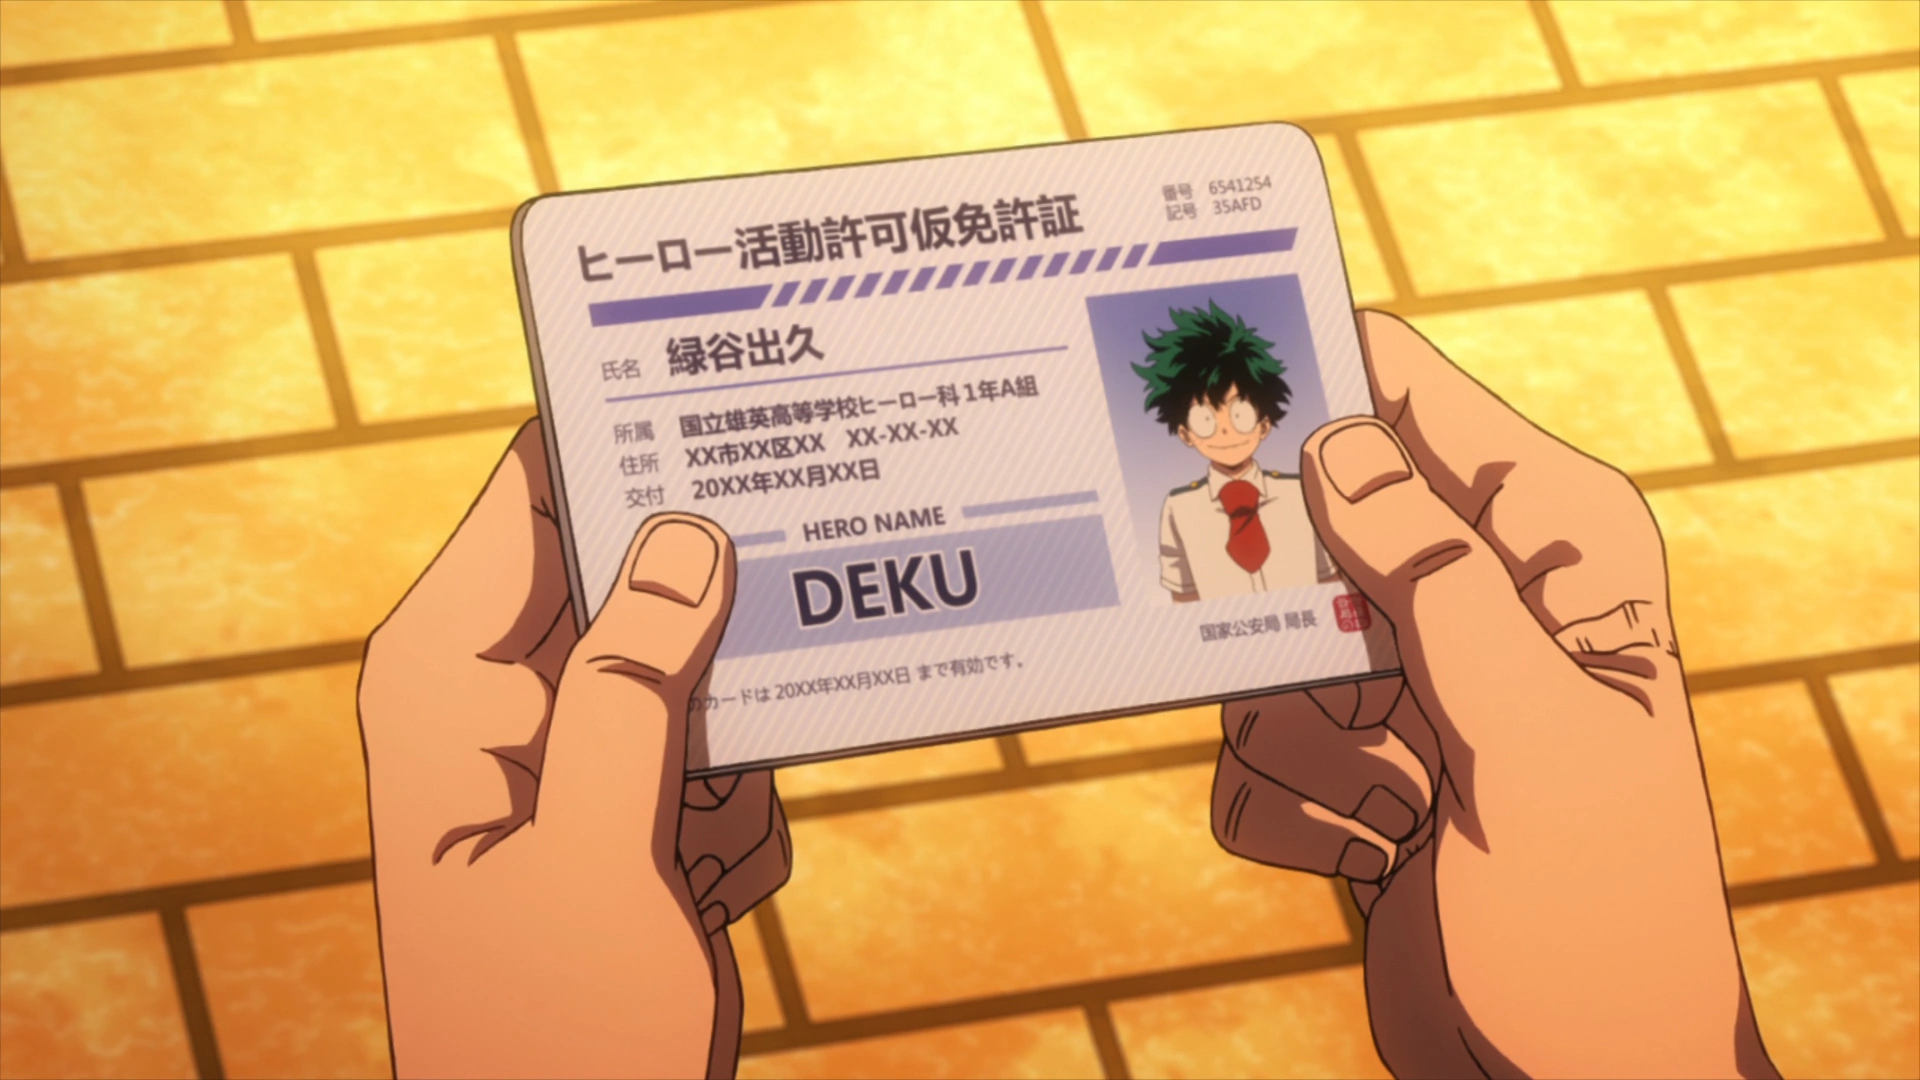 ヒーロー活動許可仮免許証
番号 6541254
記号 35AFD
氏名 緑谷出久
所属 国立雄英高等学校ヒーロー科 1年A組
住所 XX市XX区XX XX-XX-XX
交付 20XX年XX月XX日
HERO NAME
DEKU
国家公安局 局長
のカードは 20XX年XX月XX日 まで有効です。